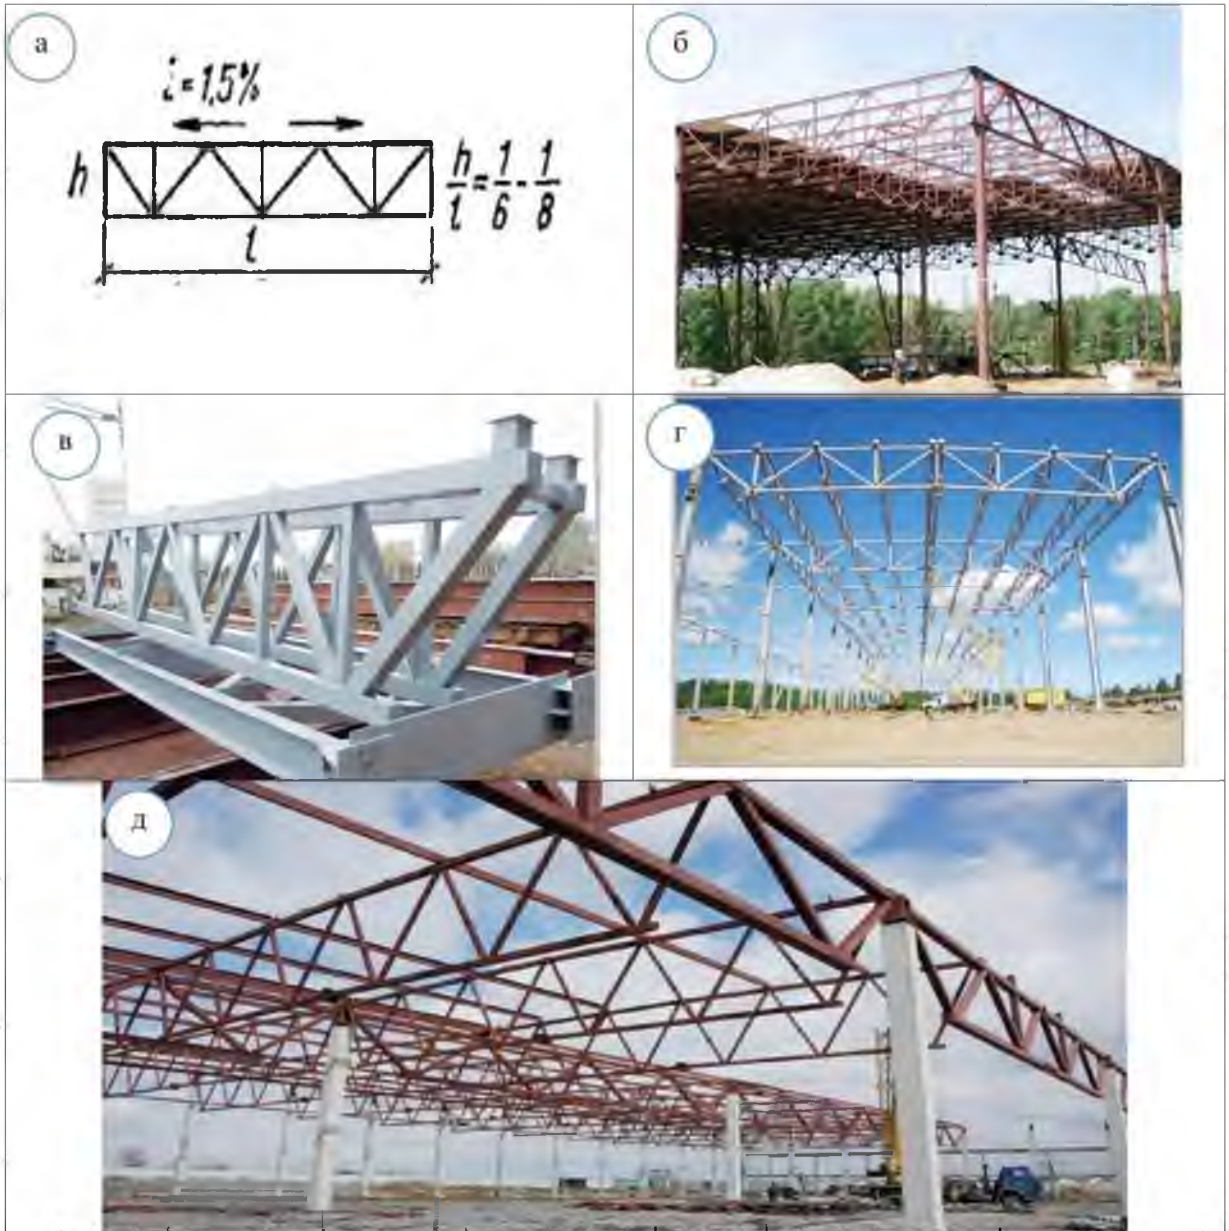 а
i=1,5%
h
h/l = 1/6 - 1/8
l
б
в
г
д